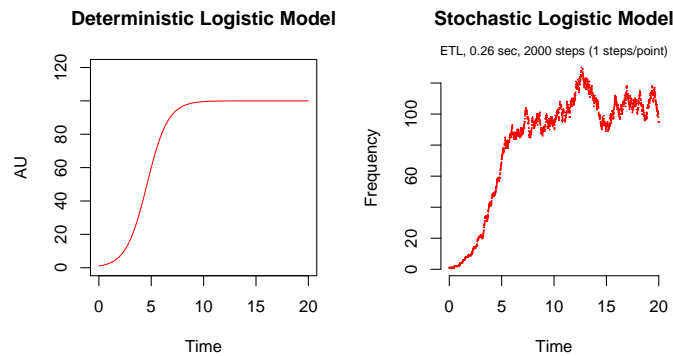 Deterministic Logistic Model
AU
0 20 40 60 80 120
0 5 10 15 20
Time
Stochastic Logistic Model
ETL, 0.26 sec, 2000 steps (1 steps/point)
Frequency
0 20 60 100
0 5 10 15 20
Time